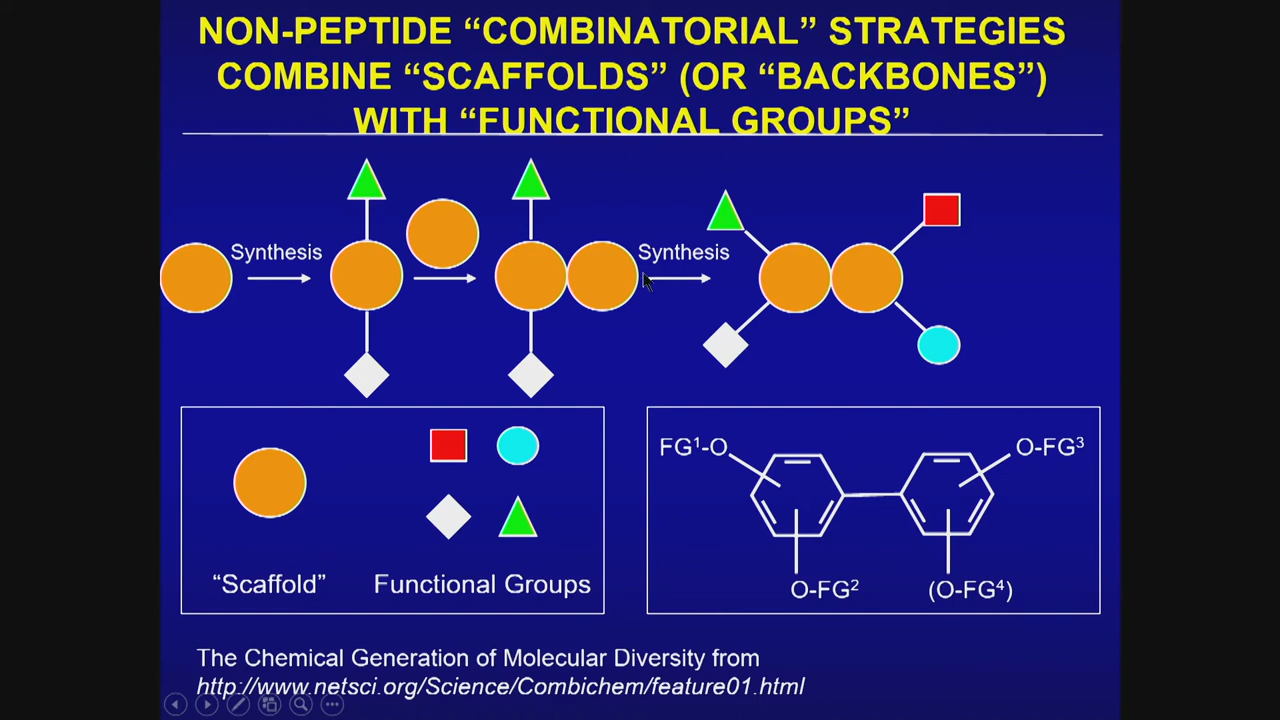 NON-PEPTIDE “COMBINATORIAL” STRATEGIES
COMBINE “SCAFFOLDS” (OR “BACKBONES”)
WITH “FUNCTIONAL GROUPS”
Synthesis
Synthesis
“Scaffold”
Functional Groups
FG¹-O
O-FG³
O-FG²
(O-FG⁴)
The Chemical Generation of Molecular Diversity from
http://www.netsci.org/Science/Combichem/feature01.html